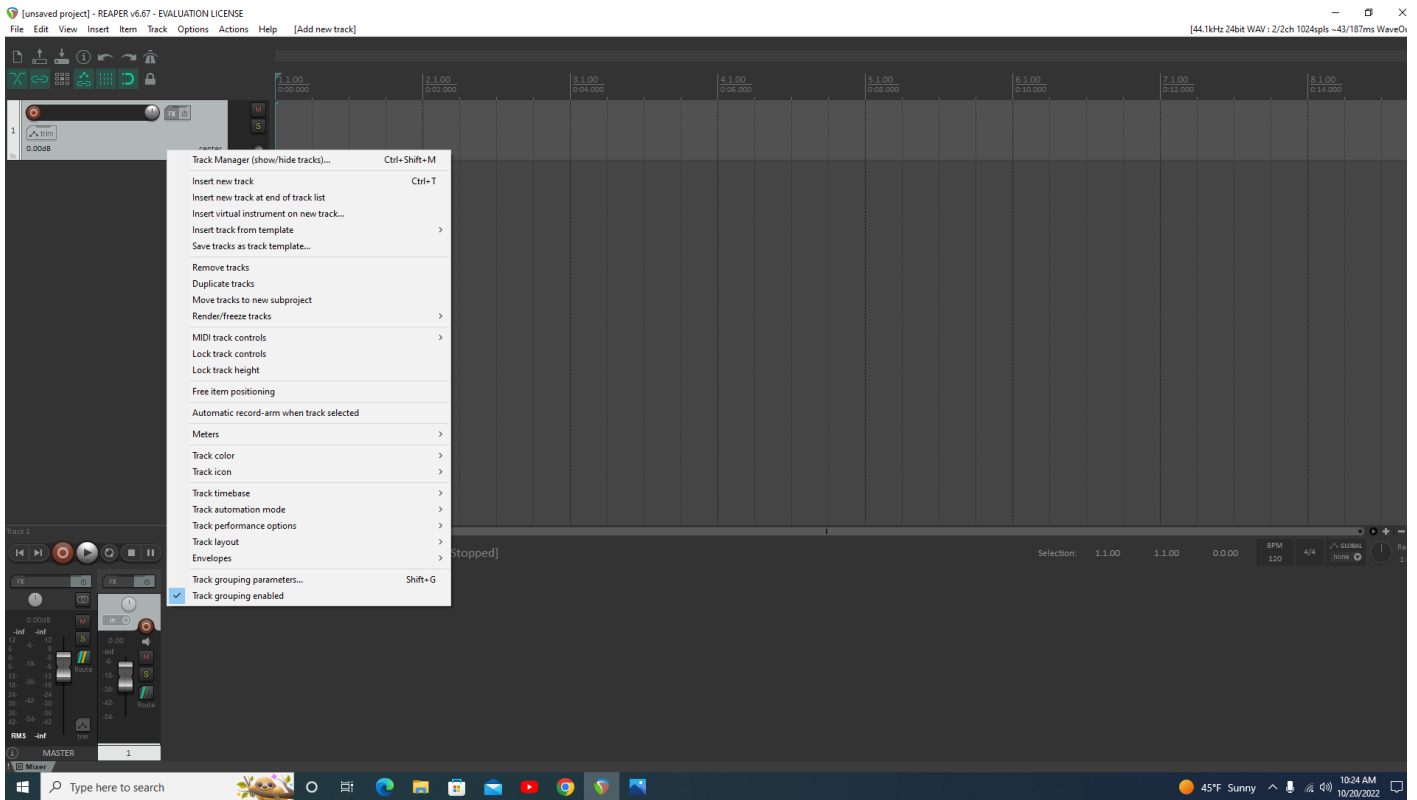 [unsaved project] - REAPER v6.67 - EVALUATION LICENSE
File Edit View Insert Item Track Options Actions Help [Add new track]
[44.1kHz 24bit WAV : 2/2ch 1024spls ~43/187ms WaveOu
1.1.00 2.1.00 3.1.00 4.1.00 5.1.00 6.1.00 7.1.00 8.1.00
0:00.000 0:02.000 0:04.000 0:06.000 0:08.000 0:10.000 0:12.000 0:14.000
FX M
1 trim S
0.00dB center
Track Manager (show/hide tracks)... Ctrl+Shift+M
Insert new track Ctrl+T
Insert new track at end of track list
Insert virtual instrument on new track...
Insert track from template
Save tracks as track template...
Remove tracks
Duplicate tracks
Move tracks to new subproject
Render/freeze tracks
MIDI track controls
Lock track controls
Lock track height
Free item positioning
Automatic record-arm when track selected
Meters
Track color
Track icon
Track timebase
Track automation mode
Track performance options
Track layout
Envelopes
Track grouping parameters... Shift+G
Track grouping enabled
Track 1
Stopped]
Selection: 1.1.00 1.1.00 0.0.00
BPM
120
4/4
GLOBAL
none
FX FX
0.00dB M in
-inf -inf S 0.00
-inf M
Route S
Route
RMS -inf trim
MASTER 1
Mixer
Type here to search
45°F Sunny
10:24 AM
10/20/2022